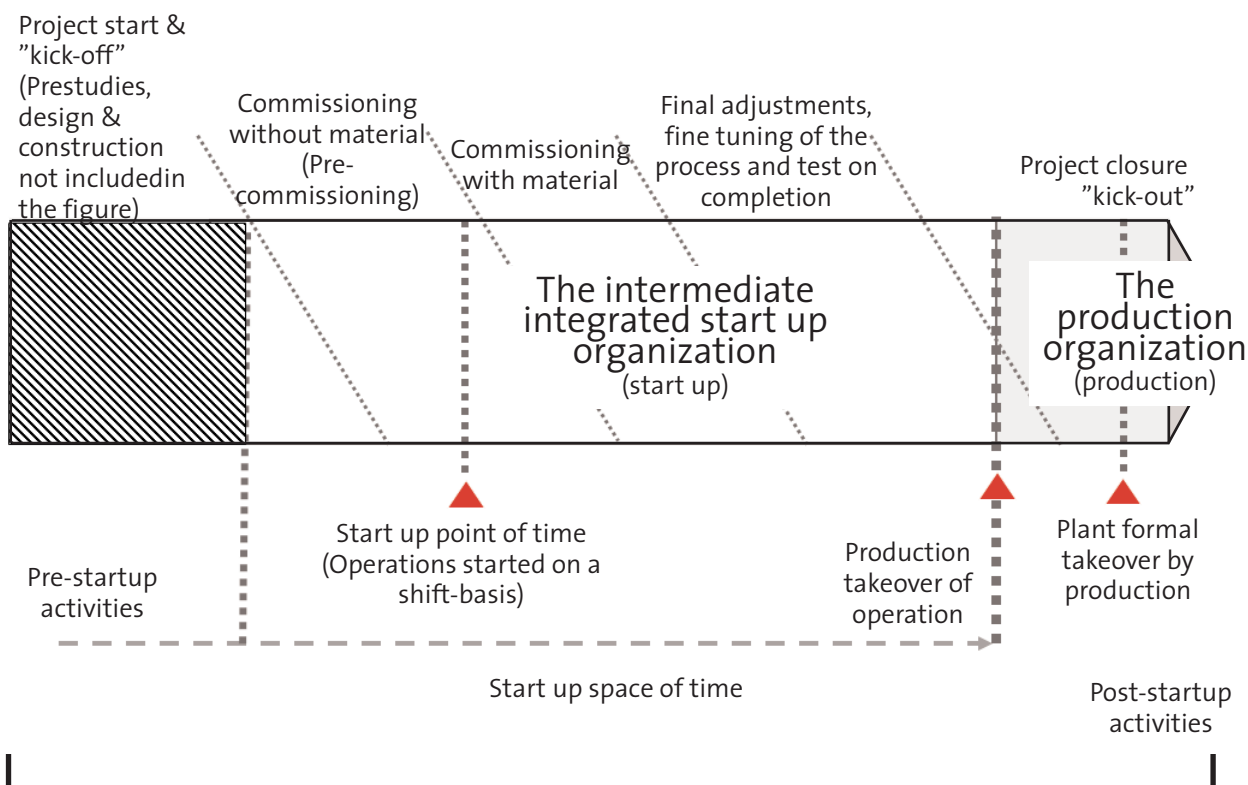 Project start &
”kick-off”
(Prestudies,
design &
construction
not includedin
the figure)
Commissioning
without material
(Pre-
commissioning)
Commissioning
with material
Final adjustments,
fine tuning of the
process and test on
completion
Project closure
”kick-out”
The intermediate
integrated start up
organization
(start up)
The
production
organization
(production)
Start up point of time
(Operations started on a
shift-basis)
Production
takeover of
operation
Plant formal
takeover by
production
Pre-startup
activities
Start up space of time
Post-startup
activities